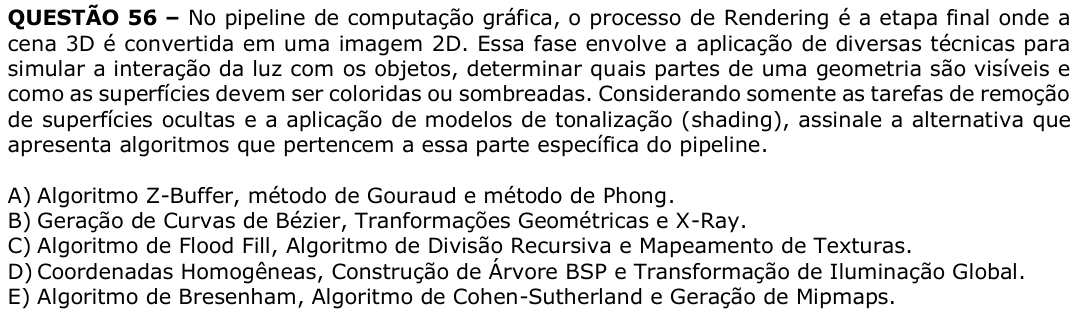 QUESTÃO 56 – No pipeline de computação gráfica, o processo de Rendering é a etapa final onde a
cena 3D é convertida em uma imagem 2D. Essa fase envolve a aplicação de diversas técnicas para
simular a interação da luz com os objetos, determinar quais partes de uma geometria são visíveis e
como as superfícies devem ser coloridas ou sombreadas. Considerando somente as tarefas de remoção
de superfícies ocultas e a aplicação de modelos de tonalização (shading), assinale a alternativa que
apresenta algoritmos que pertencem a essa parte específica do pipeline.
A) Algoritmo Z-Buffer, método de Gouraud e método de Phong.
B) Geração de Curvas de Bézier, Tranformações Geométricas e X-Ray.
C) Algoritmo de Flood Fill, Algoritmo de Divisão Recursiva e Mapeamento de Texturas.
D) Coordenadas Homogêneas, Construção de Árvore BSP e Transformação de Iluminação Global.
E) Algoritmo de Bresenham, Algoritmo de Cohen-Sutherland e Geração de Mipmaps.